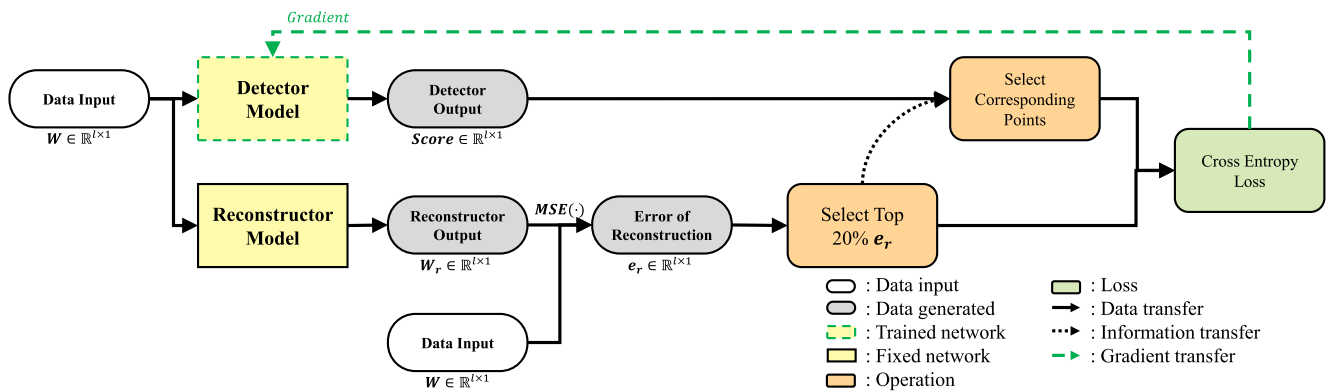 Gradient
Data Input
W ∈ ℝ^{l×1}
Detector
Model
Detector
Output
Score ∈ ℝ^{l×1}
Select
Corresponding
Points
Cross Entropy
Loss
Reconstructor
Model
Reconstructor
Output
W_r ∈ ℝ^{l×1}
MSE(·)
Error of
Reconstruction
e_r ∈ ℝ^{l×1}
Select Top
20% e_r
Data Input
W ∈ ℝ^{l×1}
: Data input
: Data generated
: Trained network
: Fixed network
: Operation
: Loss
: Data transfer
: Information transfer
: Gradient transfer